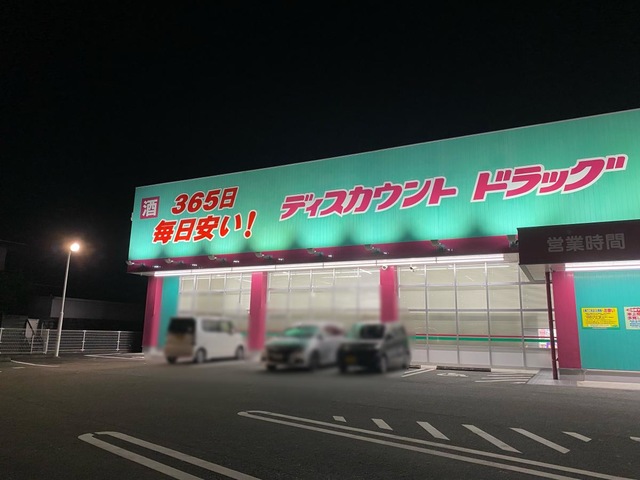 酒
365日
毎日安い!
ディスカウント ドラッグ
営業時間